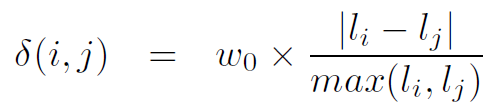 δ(i, j) = w₀ × |lᵢ − lⱼ| / max(lᵢ, lⱼ)